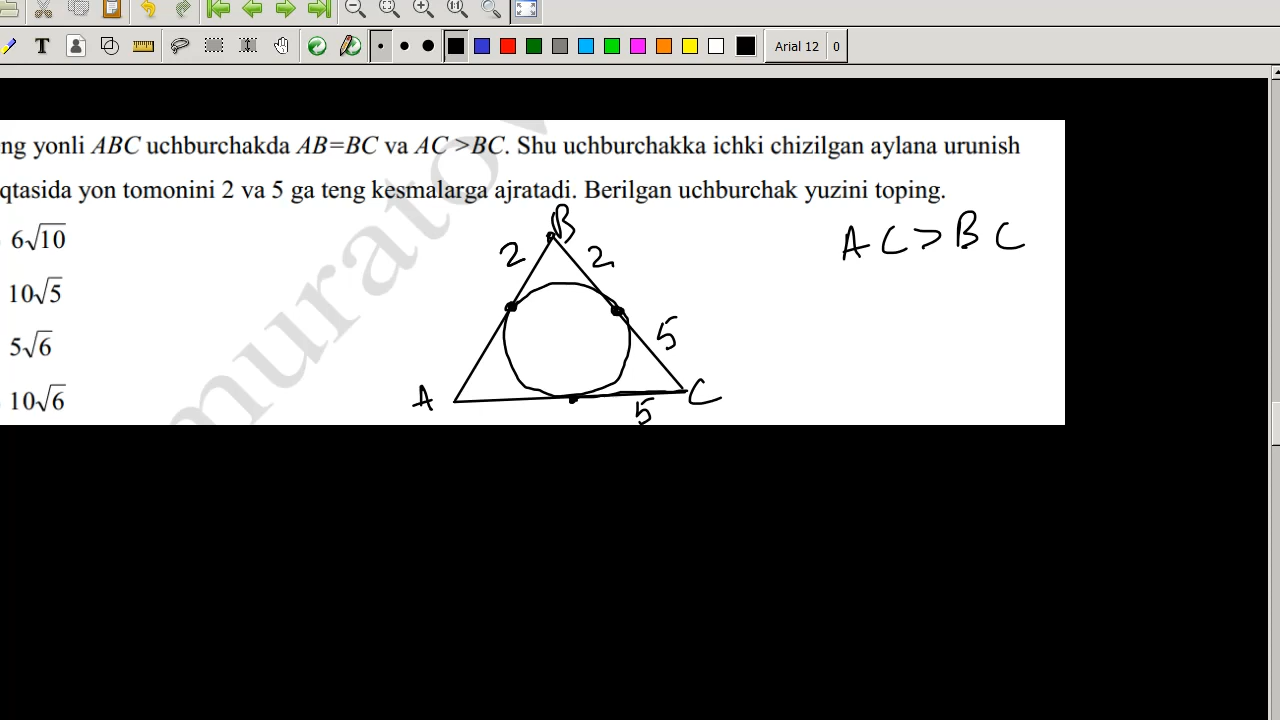 Arial 12 0
ng yonli ABC uchburchakda AB=BC va AC >BC. Shu uchburchakka ichki chizilgan aylana urunish
qtasida yon tomonini 2 va 5 ga teng kesmalarga ajratadi. Berilgan uchburchak yuzini toping.
6√10
10√5
5√6
10√6
B
2 2
5
A C
5
AC>BC
muratov